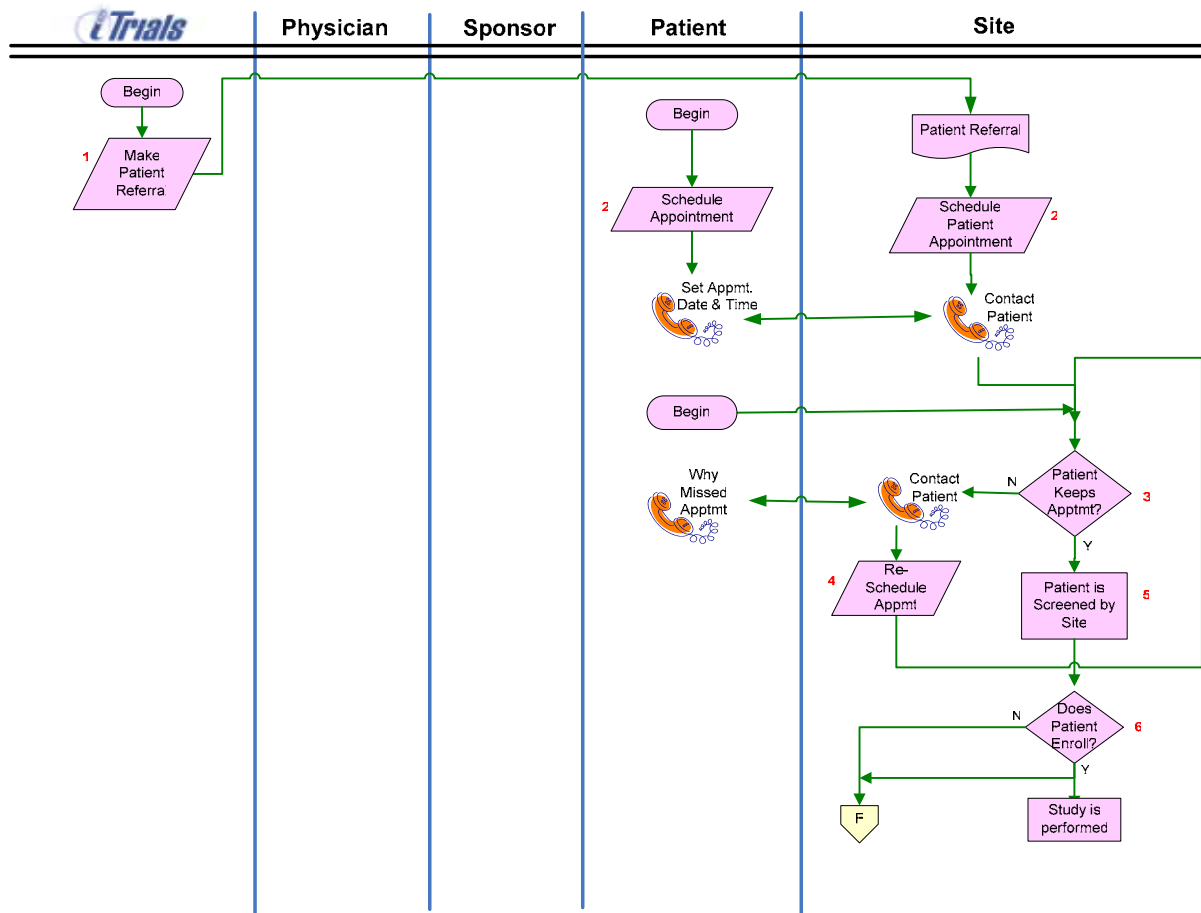 iTrials
Physician
Sponsor
Patient
Site
Begin
1
Make
Patient
Referral
Begin
2
Schedule
Appointment
Set Appmt.
Date & Time
Patient Referral
Schedule
Patient
Appointment
2
Contact
Patient
Begin
Why
Missed
Apptmt
Contact
Patient
N
Patient
Keeps
Apptmt?
3
Y
4
Re-
Schedule
Appmt
Patient is
Screened by
Site
5
N
Does
Patient
Enroll?
6
Y
F
Study is
performed